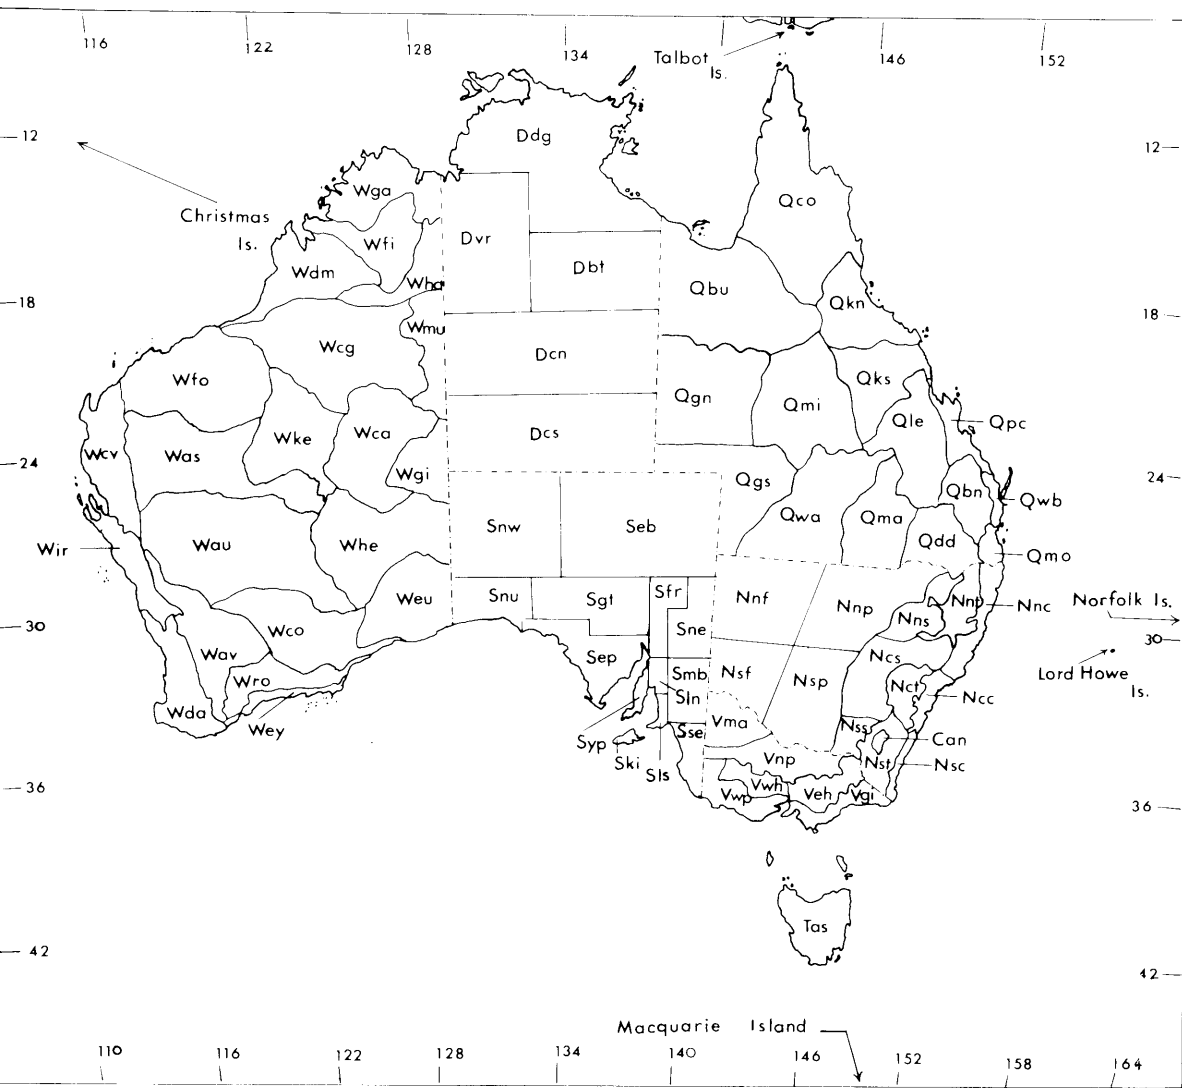 116
122
128
134
146
152
Talbot
Is.
12
12
Ddg
Wga
Qco
Christmas
Is.
Wfi
Dvr
Dbt
Wdm
Wha
Qbu
Qkn
18
18
Wmu
Wcg
Dcn
Wfo
Qks
Qgn
Qmi
Qle
Qpc
Wke
Wca
Dcs
Wcv
Was
24
Wgi
Qgs
24
Qbn
Qwb
Snw
Seb
Qwa
Qma
Wir
Wau
Whe
Qdd
Qmo
Weu
Snu
Sgt
Sfr
Nnf
Nnp
Nnt
Nnc
Norfolk Is.
Nns
30
Wco
Sne
30
Wav
Sep
Ncs
Lord Howe
Is.
Wro
Smb
Nsf
Nsp
Nct
Ncc
Sln
Wda
Wey
Vma
Nss
Sse
Can
Syp
Ski
Sls
Vnp
Nst
Nsc
36
Vwh
Vwp
Veh
Vgi
36
Tas
42
42
Macquarie Island
110
116
122
128
134
140
146
152
158
164